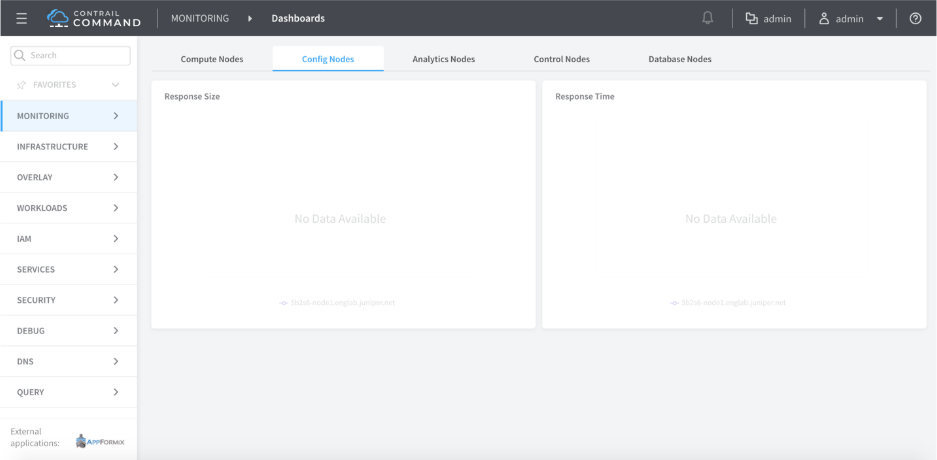 CONTRAIL
COMMAND
MONITORING
Dashboards
admin
admin
Search
FAVORITES
MONITORING
INFRASTRUCTURE
OVERLAY
WORKLOADS
IAM
SERVICES
SECURITY
DEBUG
DNS
QUERY
External
applications:
APPFORMIX
Compute Nodes
Config Nodes
Analytics Nodes
Control Nodes
Database Nodes
Response Size
No Data Available
Response Time
No Data Available